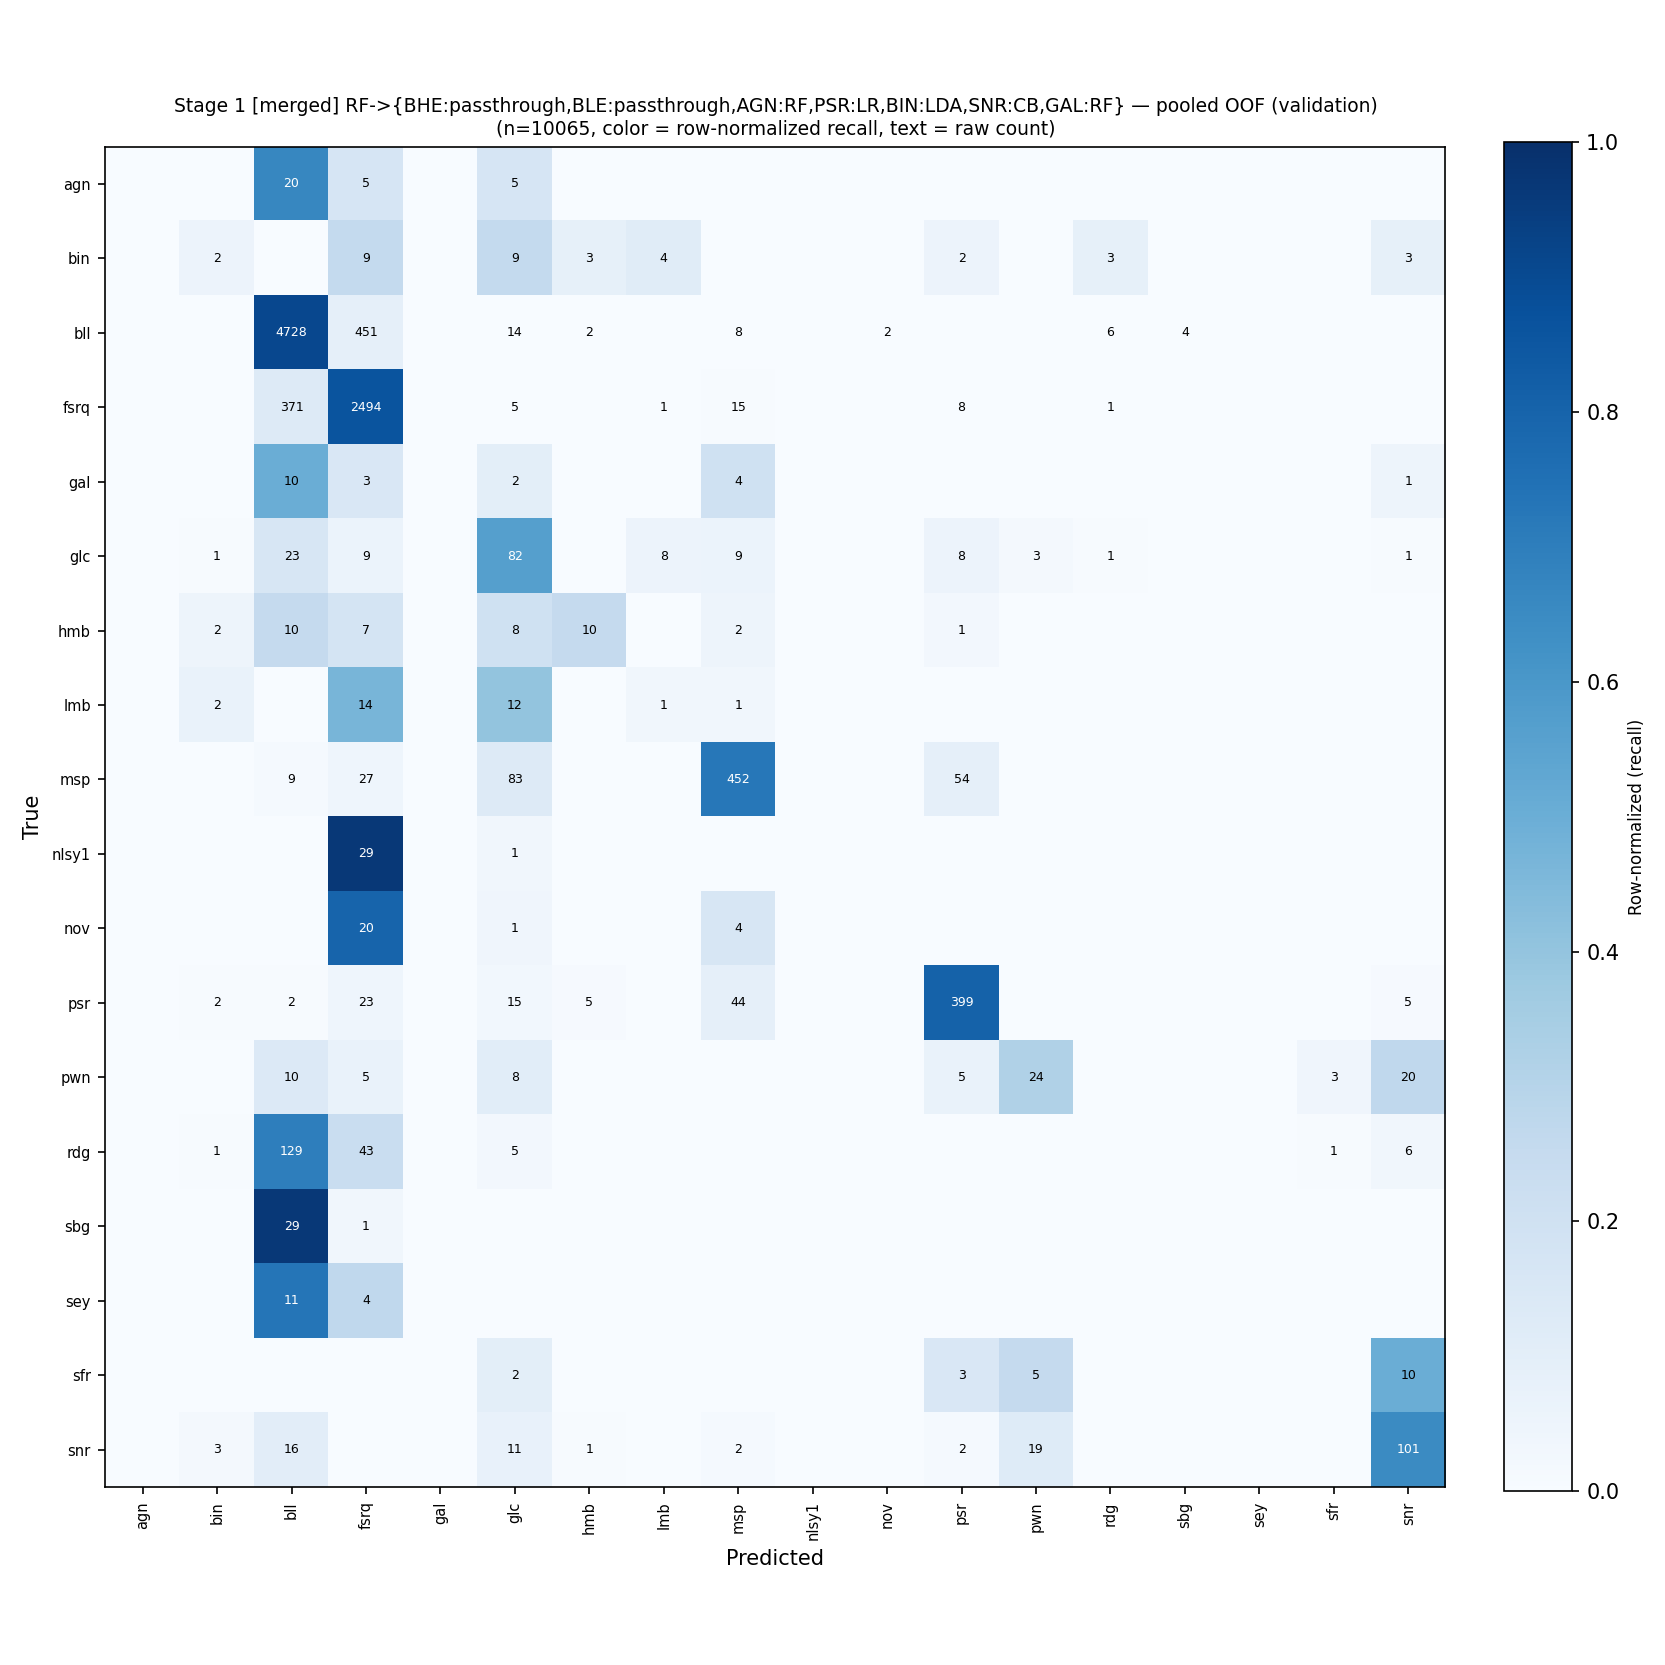 Stage 1 [merged] RF->{BHE:passthrough,BLE:passthrough,AGN:RF,PSR:LR,BIN:LDA,SNR:CB,GAL:RF} — pooled OOF (validation)
(n=10065, color = row-normalized recall, text = raw count)
True
agn 20 5 5
bin 2 9 9 3 4 2 3 3
bll 4728 451 14 2 8 2 6 4
fsrq 371 2494 5 1 15 8 1
gal 10 3 2 4 1
glc 1 23 9 82 8 9 8 3 1 1
hmb 2 10 7 8 10 2 1
lmb 2 14 12 1 1
msp 9 27 83 452 54
nlsy1 29 1
nov 20 1 4
psr 2 2 23 15 5 44 399 5
pwn 10 5 8 5 24 3 20
rdg 1 129 43 5 1 6
sbg 29 1
sey 11 4
sfr 2 3 5 10
snr 3 16 11 1 2 2 19 101
agn bin bll fsrq gal glc hmb lmb msp nlsy1 nov psr pwn rdg sbg sey sfr snr
Predicted
1.0
0.8
0.6
0.4
0.2
0.0
Row-normalized (recall)